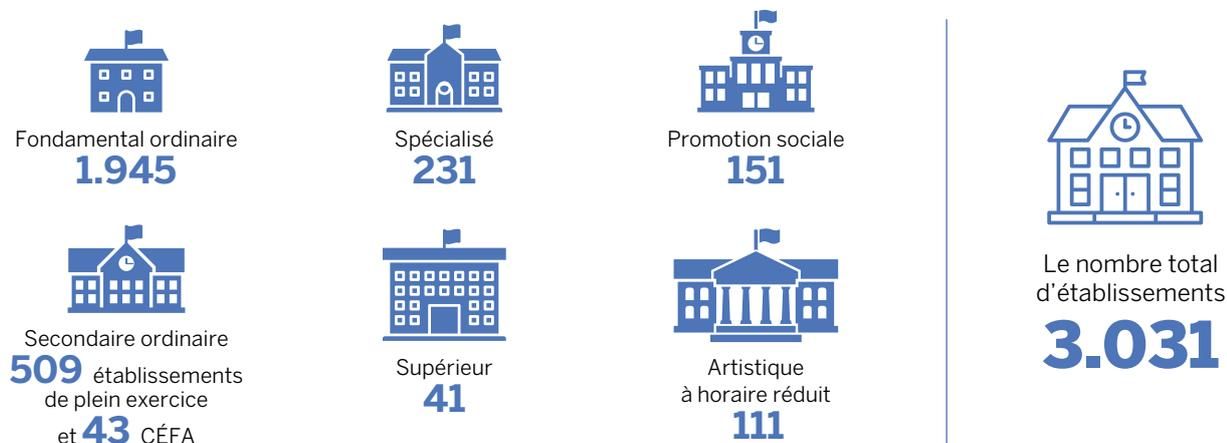 Fondamental ordinaire
1.945
Spécialisé
231
Promotion sociale
151
Secondaire ordinaire
509 établissements
de plein exercice
et 43 CÉFA
Supérieur
41
Artistique
à horaire réduit
111
Le nombre total
d'établissements
3.031